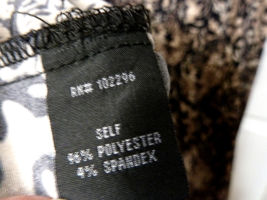 RN# 102296
SELF
96% POLYESTER
4% SPANDEX